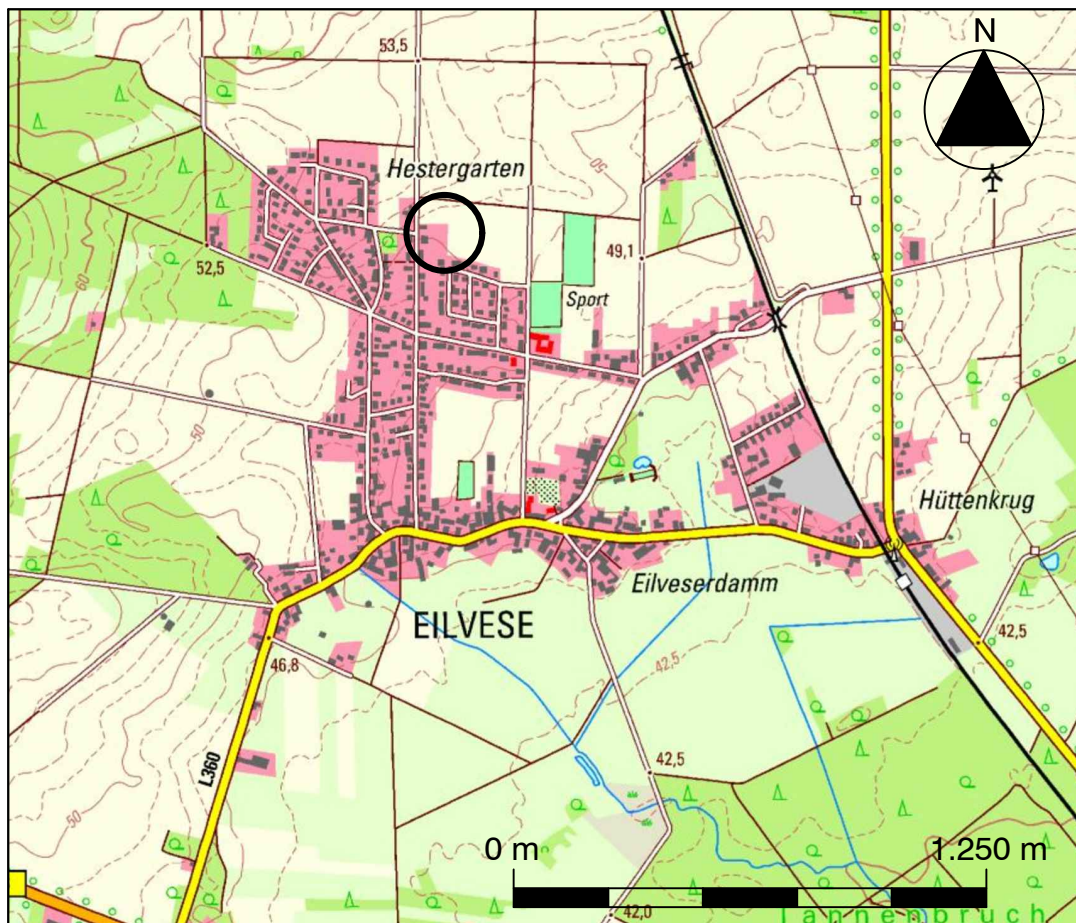 53,5
N
Hestergarten
50
49,1
52,5
60
Sport
50
Hüttenkrug
Eilveserdamm
EILVESE
42,5
42,5
46,8
L360
42,5
50
0 m
1.250 m
42,0
Tannenbruch